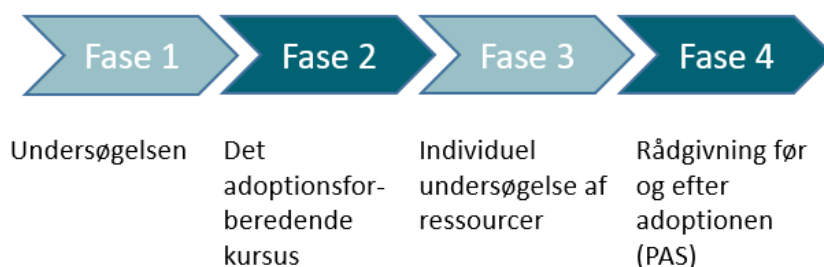 Fase 1
Fase 2
Fase 3
Fase 4
Undersøgelsen
Det
adoptionsfor-
beredende
kursus
Individuel
undersøgelse af
ressourcer
Rådgivning før
og efter
adoptionen
(PAS)